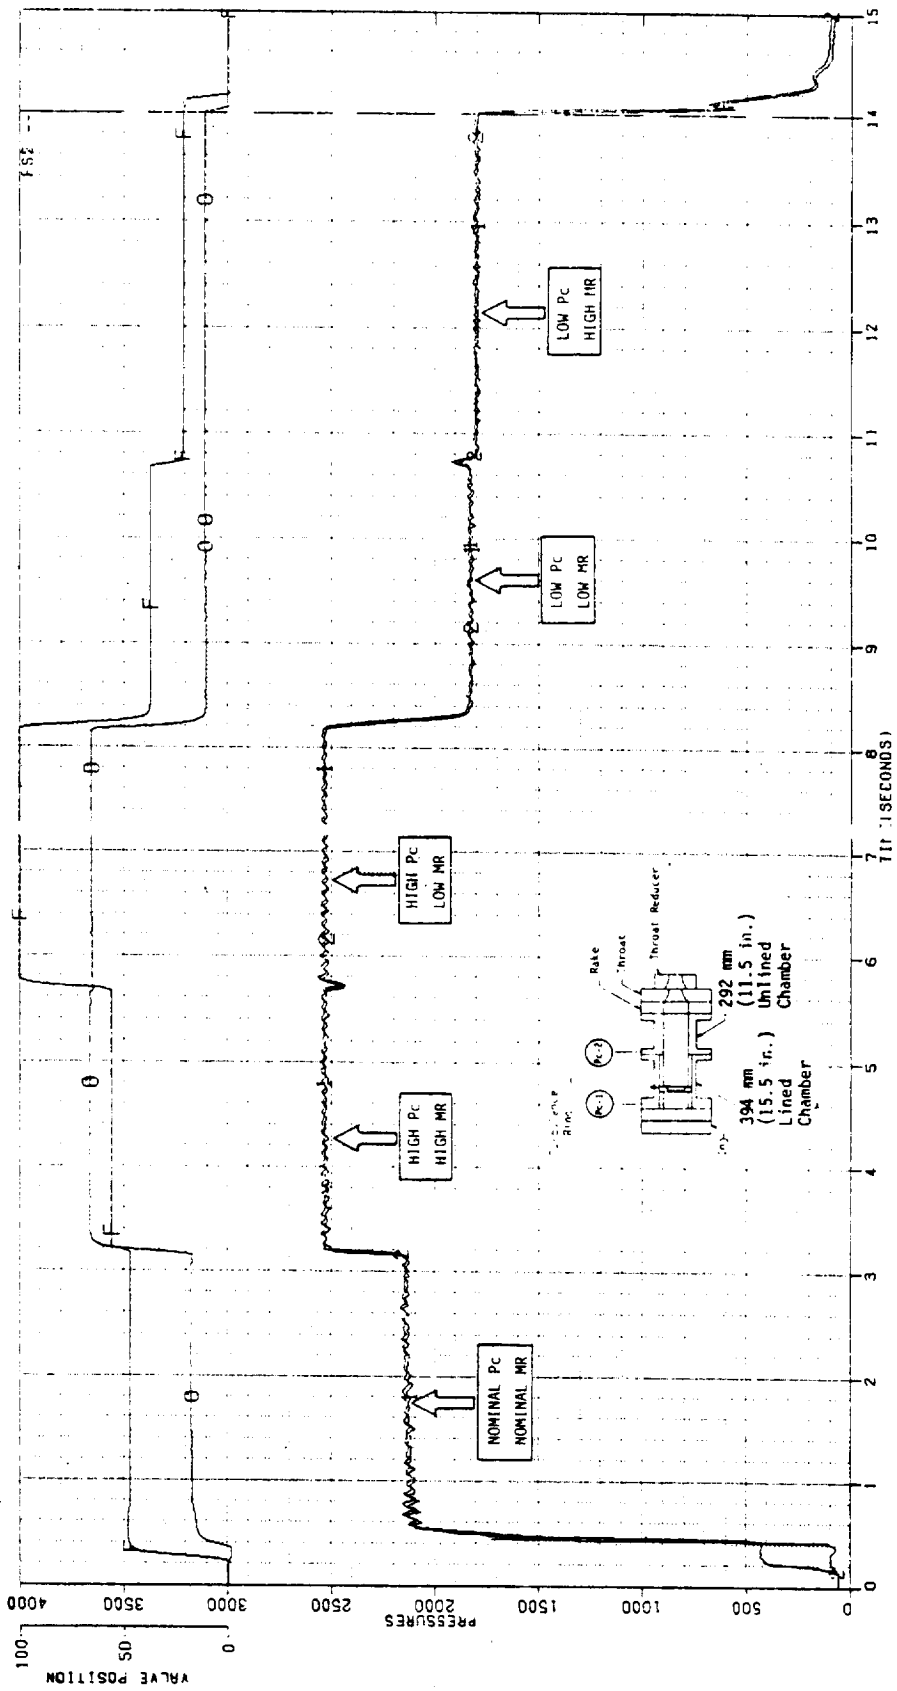 VALVE POSITION
100
50
0
4000
3500
3000
2500
2000
1500
1000
500
0
PRESSURES
FS2
F
F
F
F
F
θ
θ
θ
θ
θ
θ
NOMINAL Pc
NOMINAL MR
HIGH Pc
HIGH MR
HIGH Pc
LOW MR
LOW Pc
LOW MR
LOW Pc
HIGH MR
Rake
Throat
Throat Reducer
Pc-1
Pc-2
Ring
394 mm
(15.5 in.)
Lined
Chamber
292 mm
(11.5 in.)
Unlined
Chamber
0
1
2
3
4
5
6
7
8
9
10
11
12
13
14
15
(SECONDS)